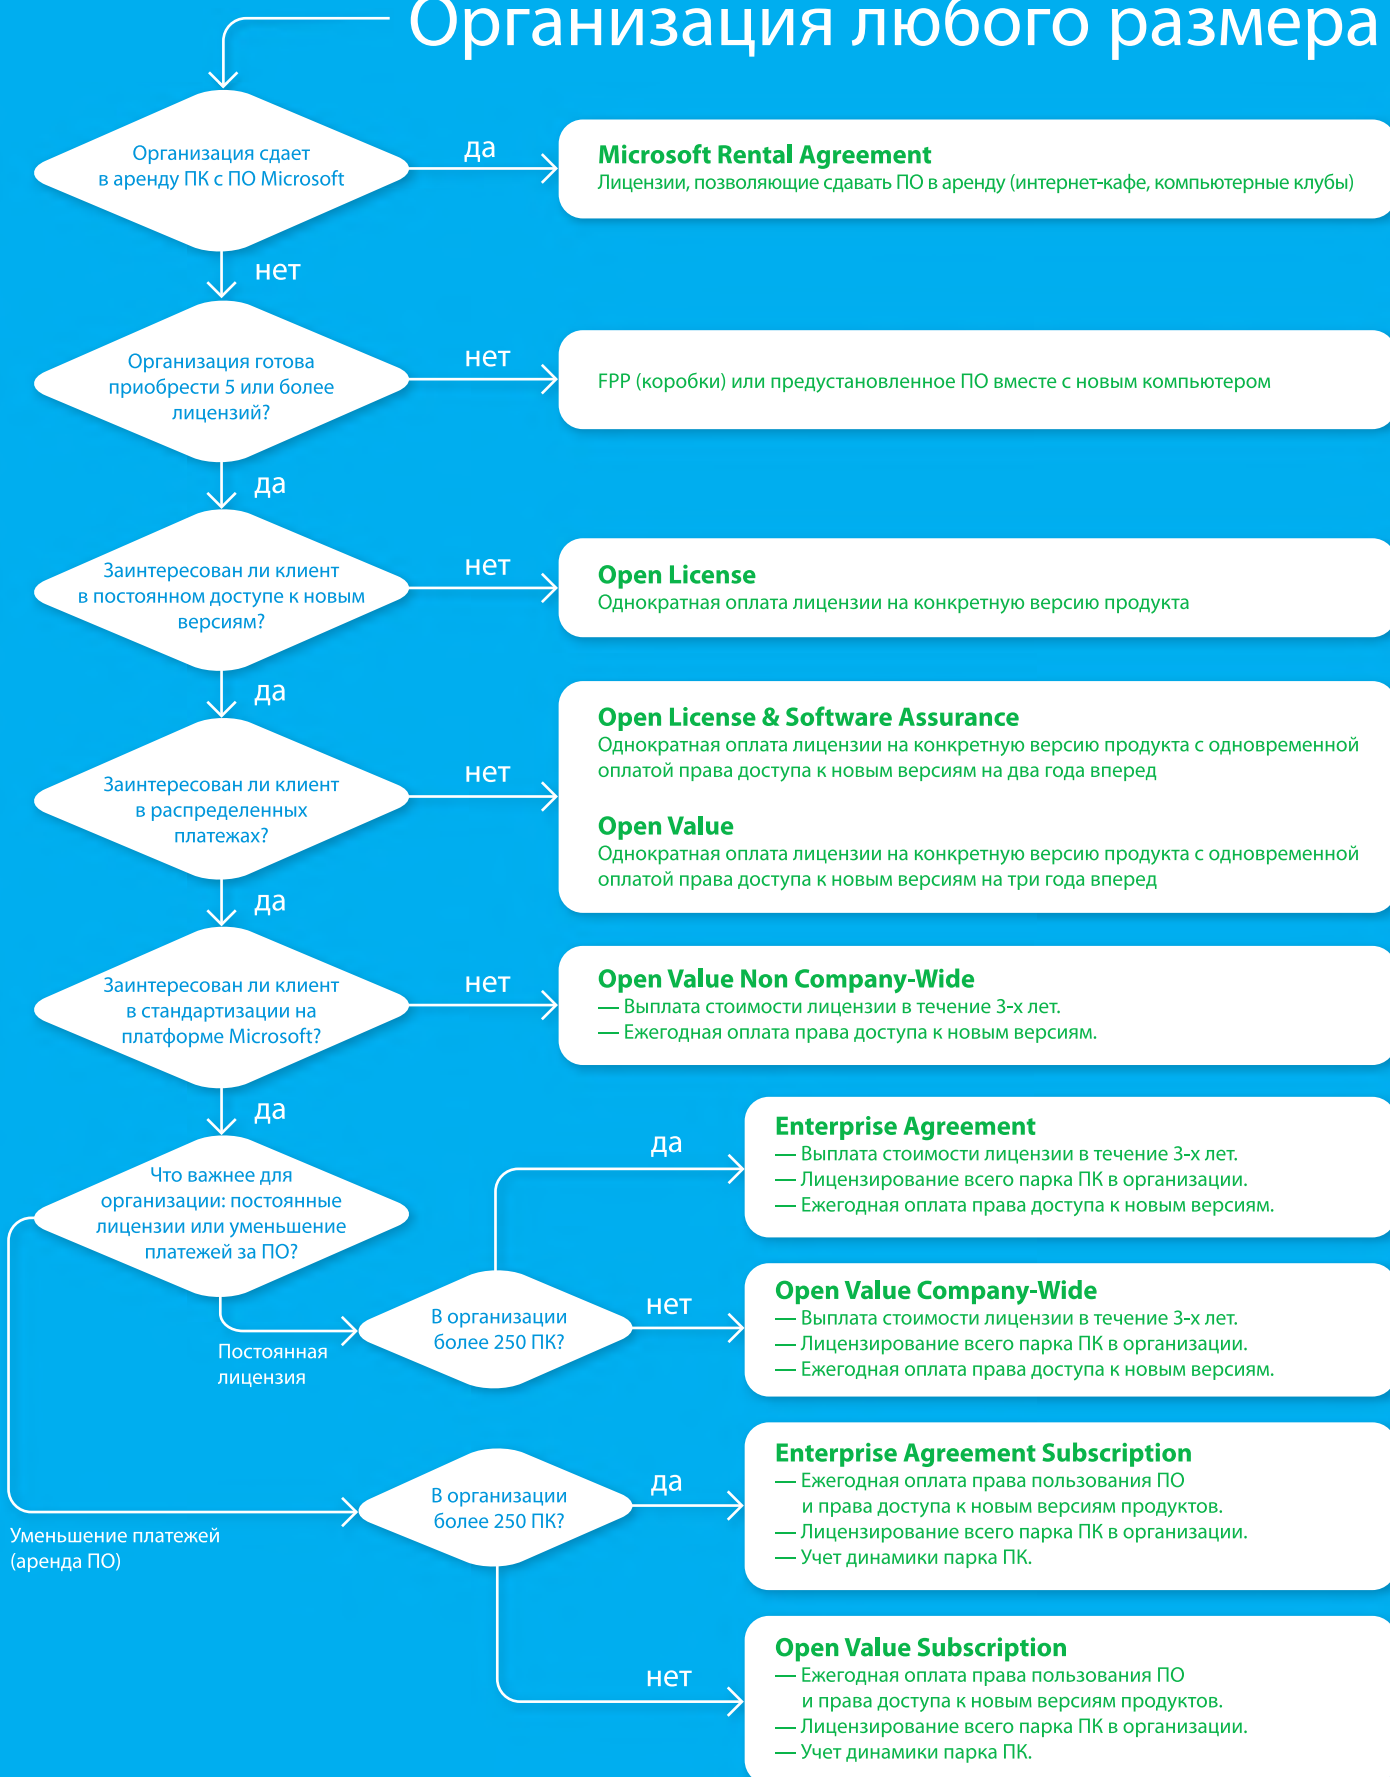 Организация любого размера
Организация сдает
в аренду ПК с ПО Microsoft
да
Microsoft Rental Agreement
Лицензии, позволяющие сдавать ПО в аренду (интернет-кафе, компьютерные клубы)
нет
Организация готова
приобрести 5 или более
лицензий?
нет
FPP (коробки) или предустановленное ПО вместе с новым компьютером
да
Заинтересован ли клиент
в постоянном доступе к новым
версиям?
нет
Open License
Однократная оплата лицензии на конкретную версию продукта
да
Заинтересован ли клиент
в распределенных
платежах?
нет
Open License & Software Assurance
Однократная оплата лицензии на конкретную версию продукта с одновременной
оплатой права доступа к новым версиям на два года вперед
Open Value
Однократная оплата лицензии на конкретную версию продукта с одновременной
оплатой права доступа к новым версиям на три года вперед
да
Заинтересован ли клиент
в стандартизации на
платформе Microsoft?
нет
Open Value Non Company-Wide
— Выплата стоимости лицензии в течение 3-х лет.
— Ежегодная оплата права доступа к новым версиям.
да
Что важнее для
организации: постоянные
лицензии или уменьшение
платежей за ПО?
Постоянная
лицензия
В организации
более 250 ПК?
да
Enterprise Agreement
— Выплата стоимости лицензии в течение 3-х лет.
— Лицензирование всего парка ПК в организации.
— Ежегодная оплата права доступа к новым версиям.
нет
Open Value Company-Wide
— Выплата стоимости лицензии в течение 3-х лет.
— Лицензирование всего парка ПК в организации.
— Ежегодная оплата права доступа к новым версиям.
Уменьшение платежей
(аренда ПО)
В организации
более 250 ПК?
да
Enterprise Agreement Subscription
— Ежегодная оплата права пользования ПО
и права доступа к новым версиям продуктов.
— Лицензирование всего парка ПК в организации.
— Учет динамики парка ПК.
нет
Open Value Subscription
— Ежегодная оплата права пользования ПО
и права доступа к новым версиям продуктов.
— Лицензирование всего парка ПК в организации.
— Учет динамики парка ПК.